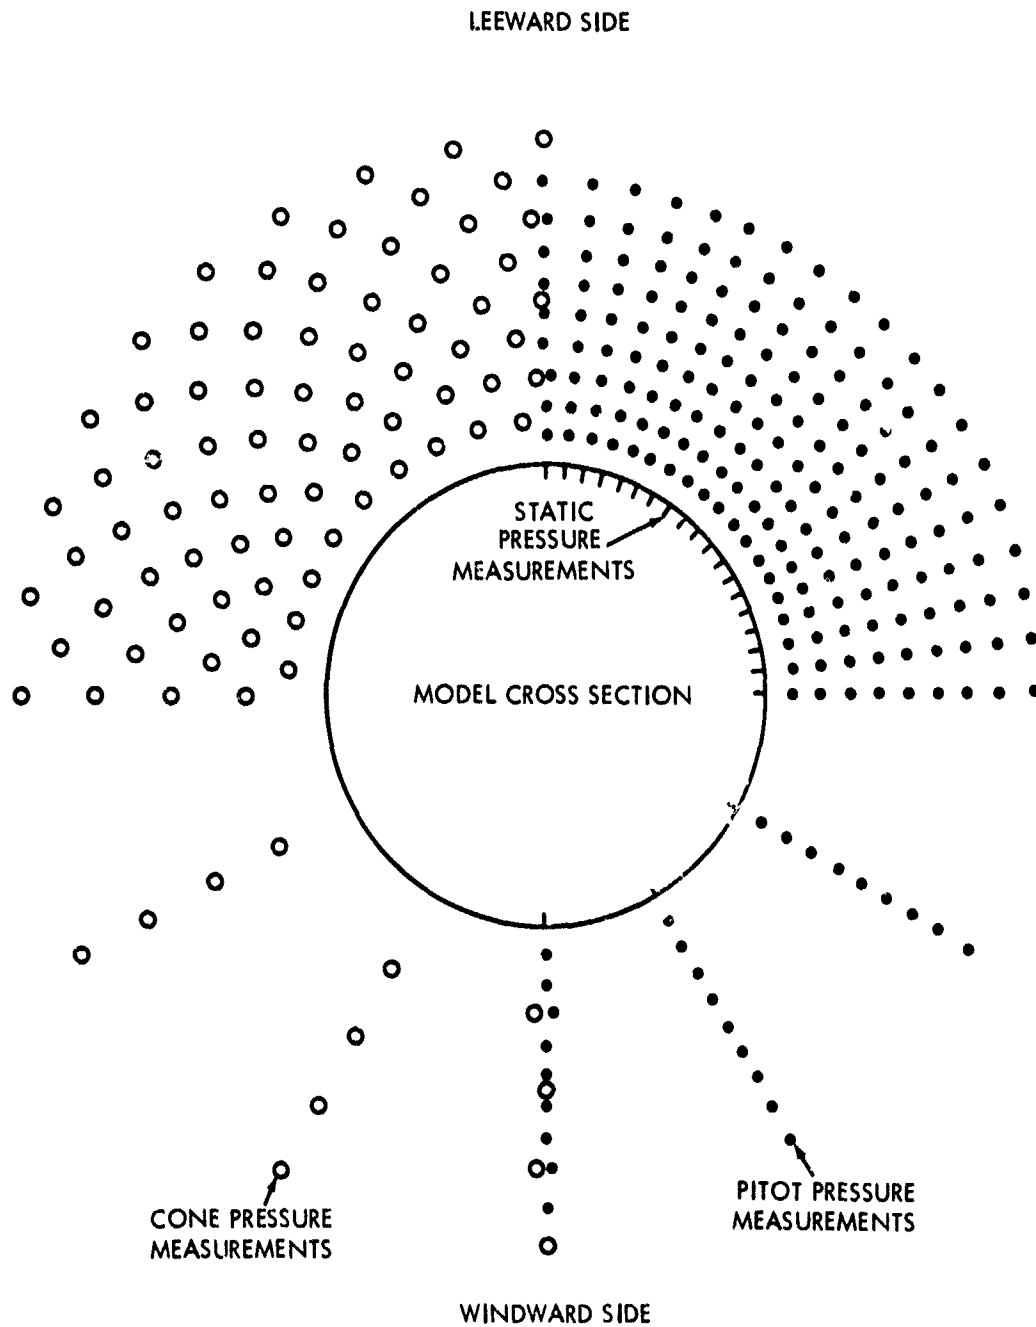 LEEWARD SIDE
STATIC
PRESSURE
MEASUREMENTS
MODEL CROSS SECTION
CONE PRESSURE
MEASUREMENTS
PITOT PRESSURE
MEASUREMENTS
WINDWARD SIDE